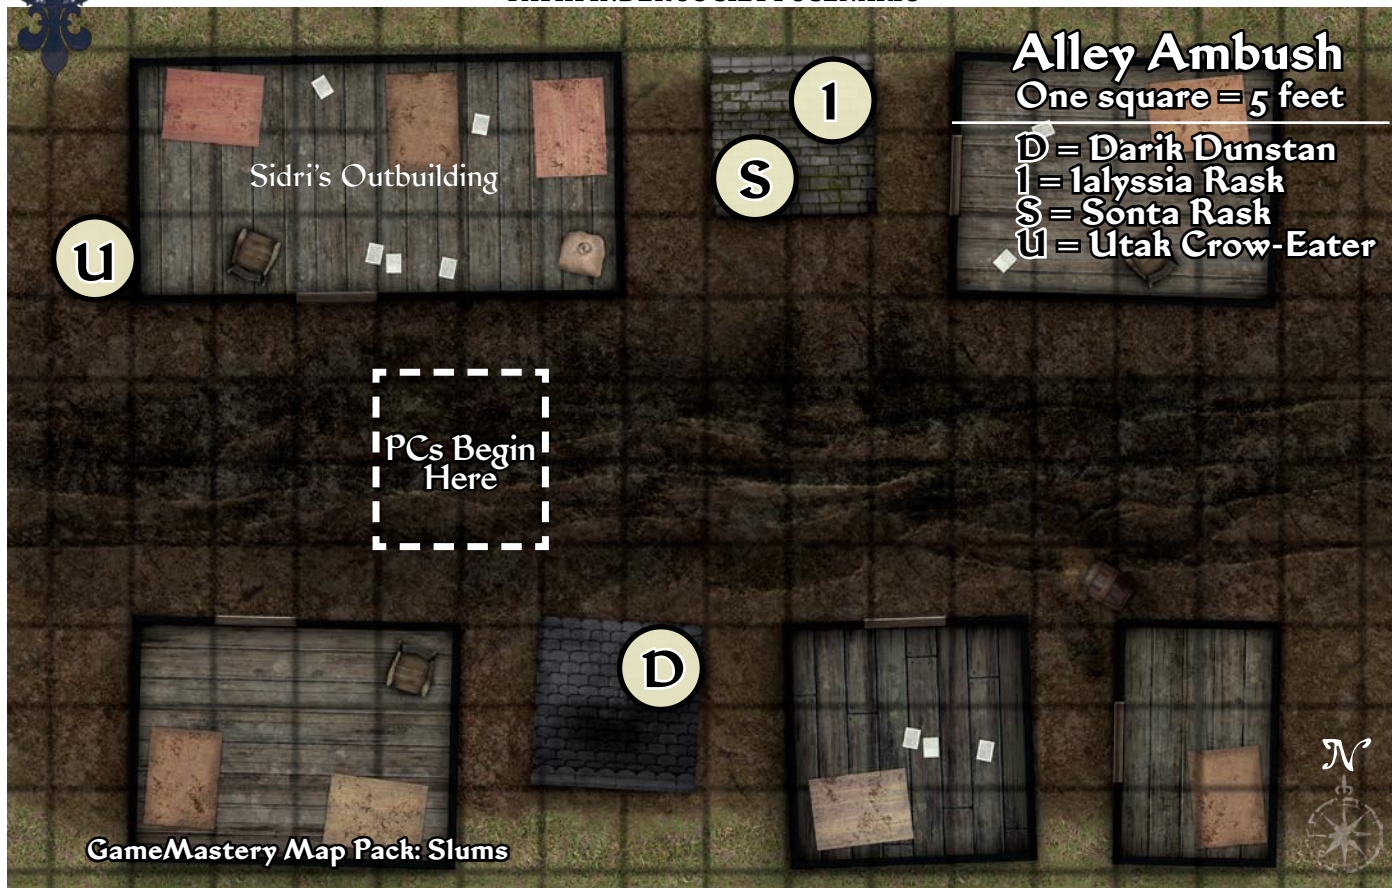 Alley Ambush
One square = 5 feet
D = Darik Dunstan
I = Ialyssia Rask
S = Sonta Rask
U = Utak Crow-Eater
I
S
Sidri's Outbuilding
U
PCs Begin
Here
D
N
GameMastery Map Pack: Slums